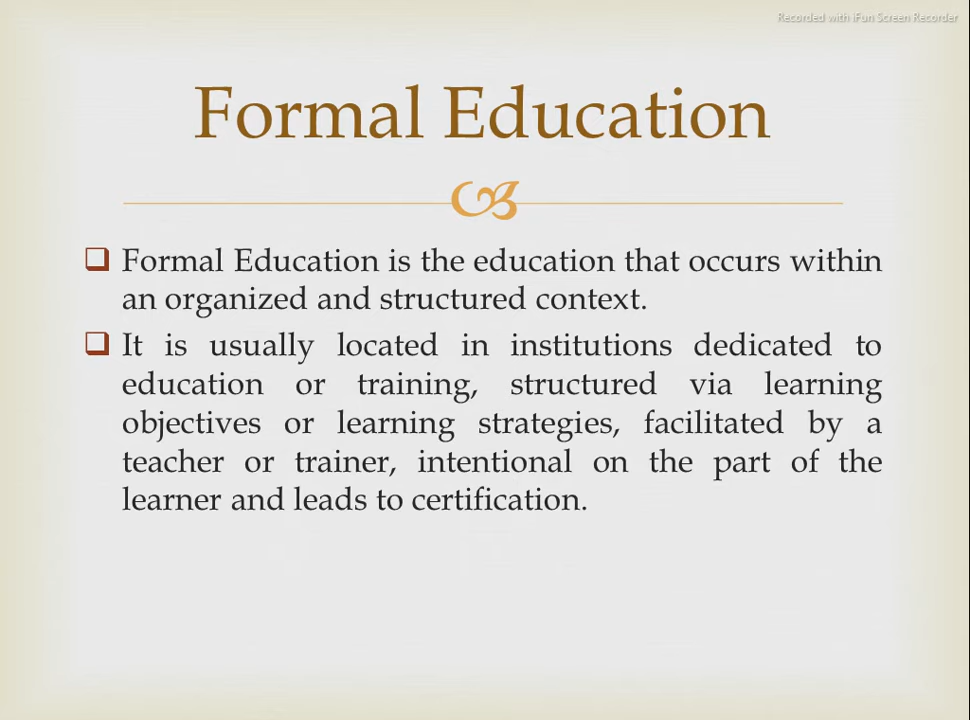 Recorded with iFun Screen Recorder
Formal Education
Formal Education is the education that occurs within
an organized and structured context.
It is usually located in institutions dedicated to
education or training, structured via learning
objectives or learning strategies, facilitated by a
teacher or trainer, intentional on the part of the
learner and leads to certification.